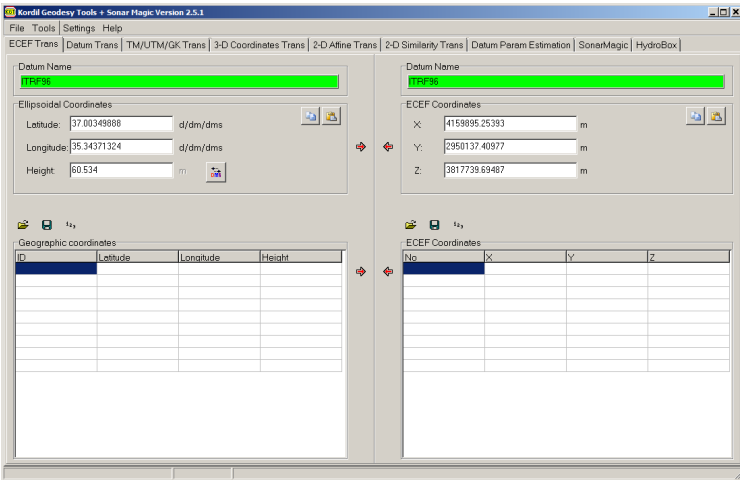 Kordil Geodesy Tools + Sonar Magic Version 2.5.1
File Tools Settings Help
ECEF Trans Datum Trans TM/UTM/GK Trans 3-D Coordinates Trans 2-D Affine Trans 2-D Similarity Trans Datum Param Estimation SonarMagic HydroBox
Datum Name
ITRF96
Ellipsoidal Coordinates
Latitude: 37.00349888 d/dm/dms
Longitude: 35.34371324 d/dm/dms
Height: 60.534 m
DMS
Datum Name
ITRF96
ECEF Coordinates
X: 4159895.25393 m
Y: 2950137.40977 m
Z: 3817739.69487 m
Geographic coordinates
ID Latitude Longitude Height
ECEF Coordinates
No X Y Z